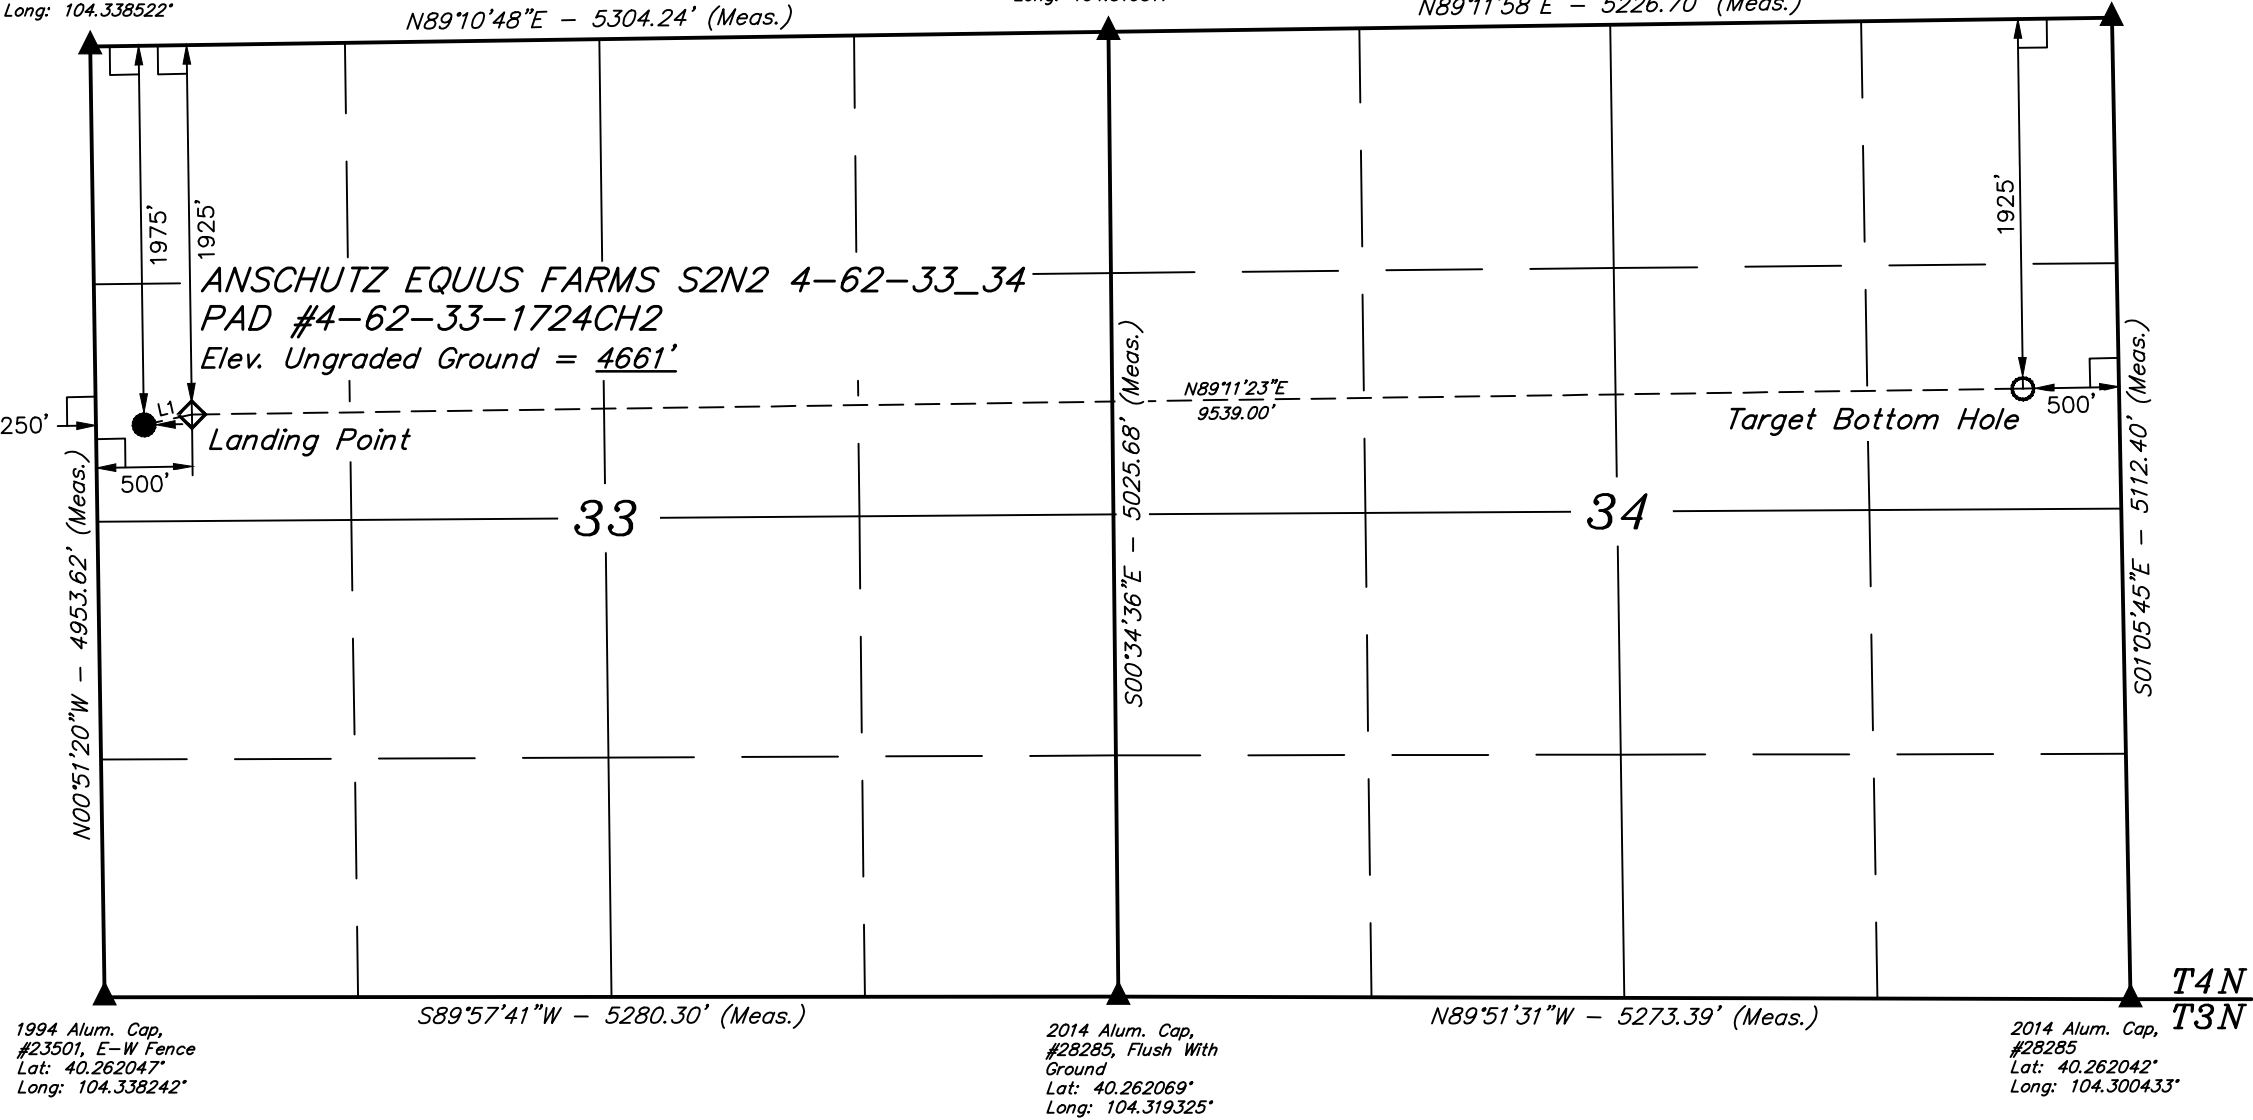 Long: 104.338522°
N89°10'48"E - 5304.24' (Meas.)
N89°11'58"E - 5226.70' (Meas.)
1975'
1925'
1925'
ANSCHUTZ EQUUS FARMS S2N2 4-62-33_34
PAD #4-62-33-1724CH2
Elev. Ungraded Ground = 4661'
250'
L1
Landing Point
500'
N89°11'23"E
9539.00'
Target Bottom Hole
500'
33
34
N00°51'20"W - 4953.62' (Meas.)
S00°34'36"E - 5025.68' (Meas.)
S01°05'45"E - 5112.40' (Meas.)
S89°57'41"W - 5280.30' (Meas.)
N89°51'31"W - 5273.39' (Meas.)
T4N
T3N
1994 Alum. Cap,
#23501, E-W Fence
Lat: 40.262047°
Long: 104.338242°
2014 Alum. Cap,
#28285, Flush With
Ground
Lat: 40.262069°
Long: 104.319325°
2014 Alum. Cap,
#28285
Lat: 40.262042°
Long: 104.300433°